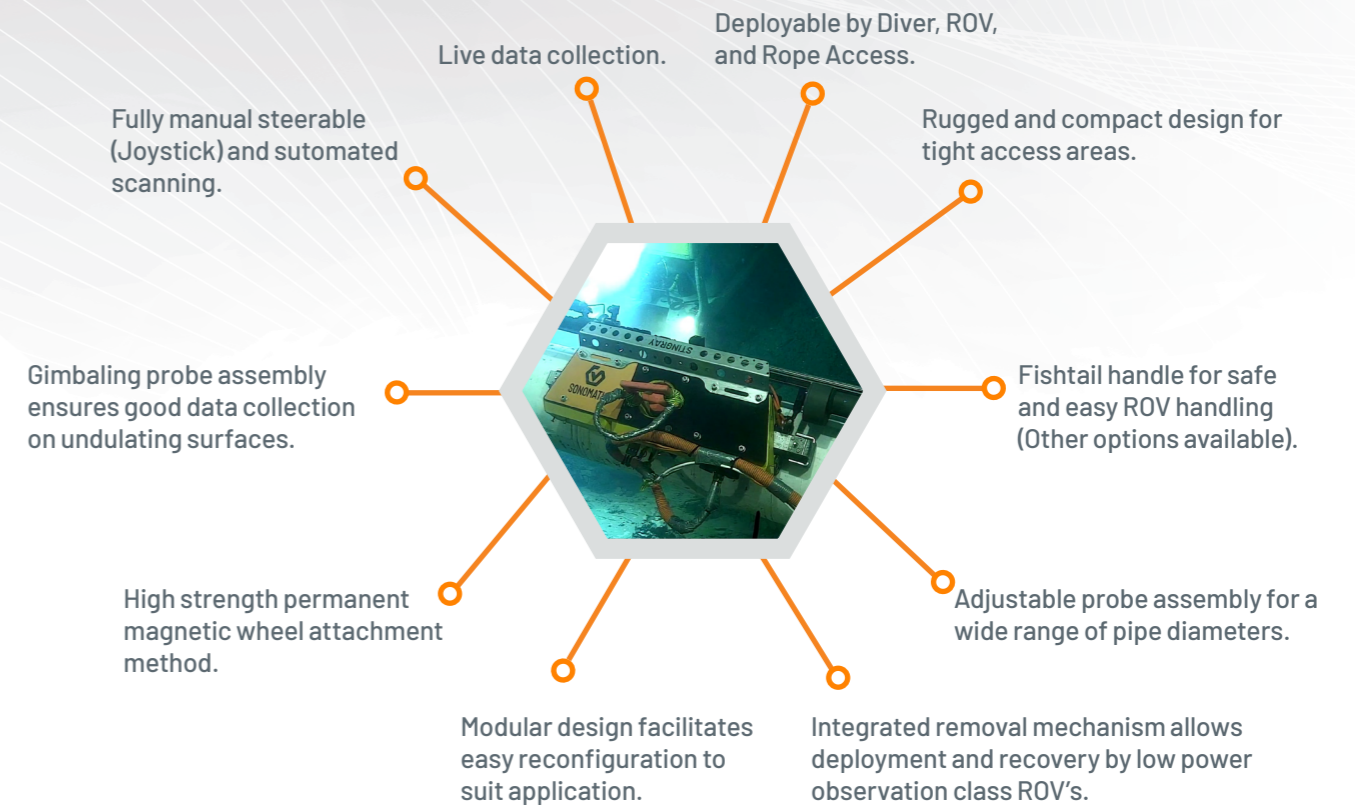 Live data collection.
Deployable by Diver, ROV,
and Rope Access.
Fully manual steerable
(Joystick) and sutomated
scanning.
Rugged and compact design for
tight access areas.
STINGRAY
SONOMATIC
Gimbaling probe assembly
ensures good data collection
on undulating surfaces.
Fishtail handle for safe
and easy ROV handling
(Other options available).
High strength permanent
magnetic wheel attachment
method.
Adjustable probe assembly for a
wide range of pipe diameters.
Modular design facilitates
easy reconfiguration to
suit application.
Integrated removal mechanism allows
deployment and recovery by low power
observation class ROV's.